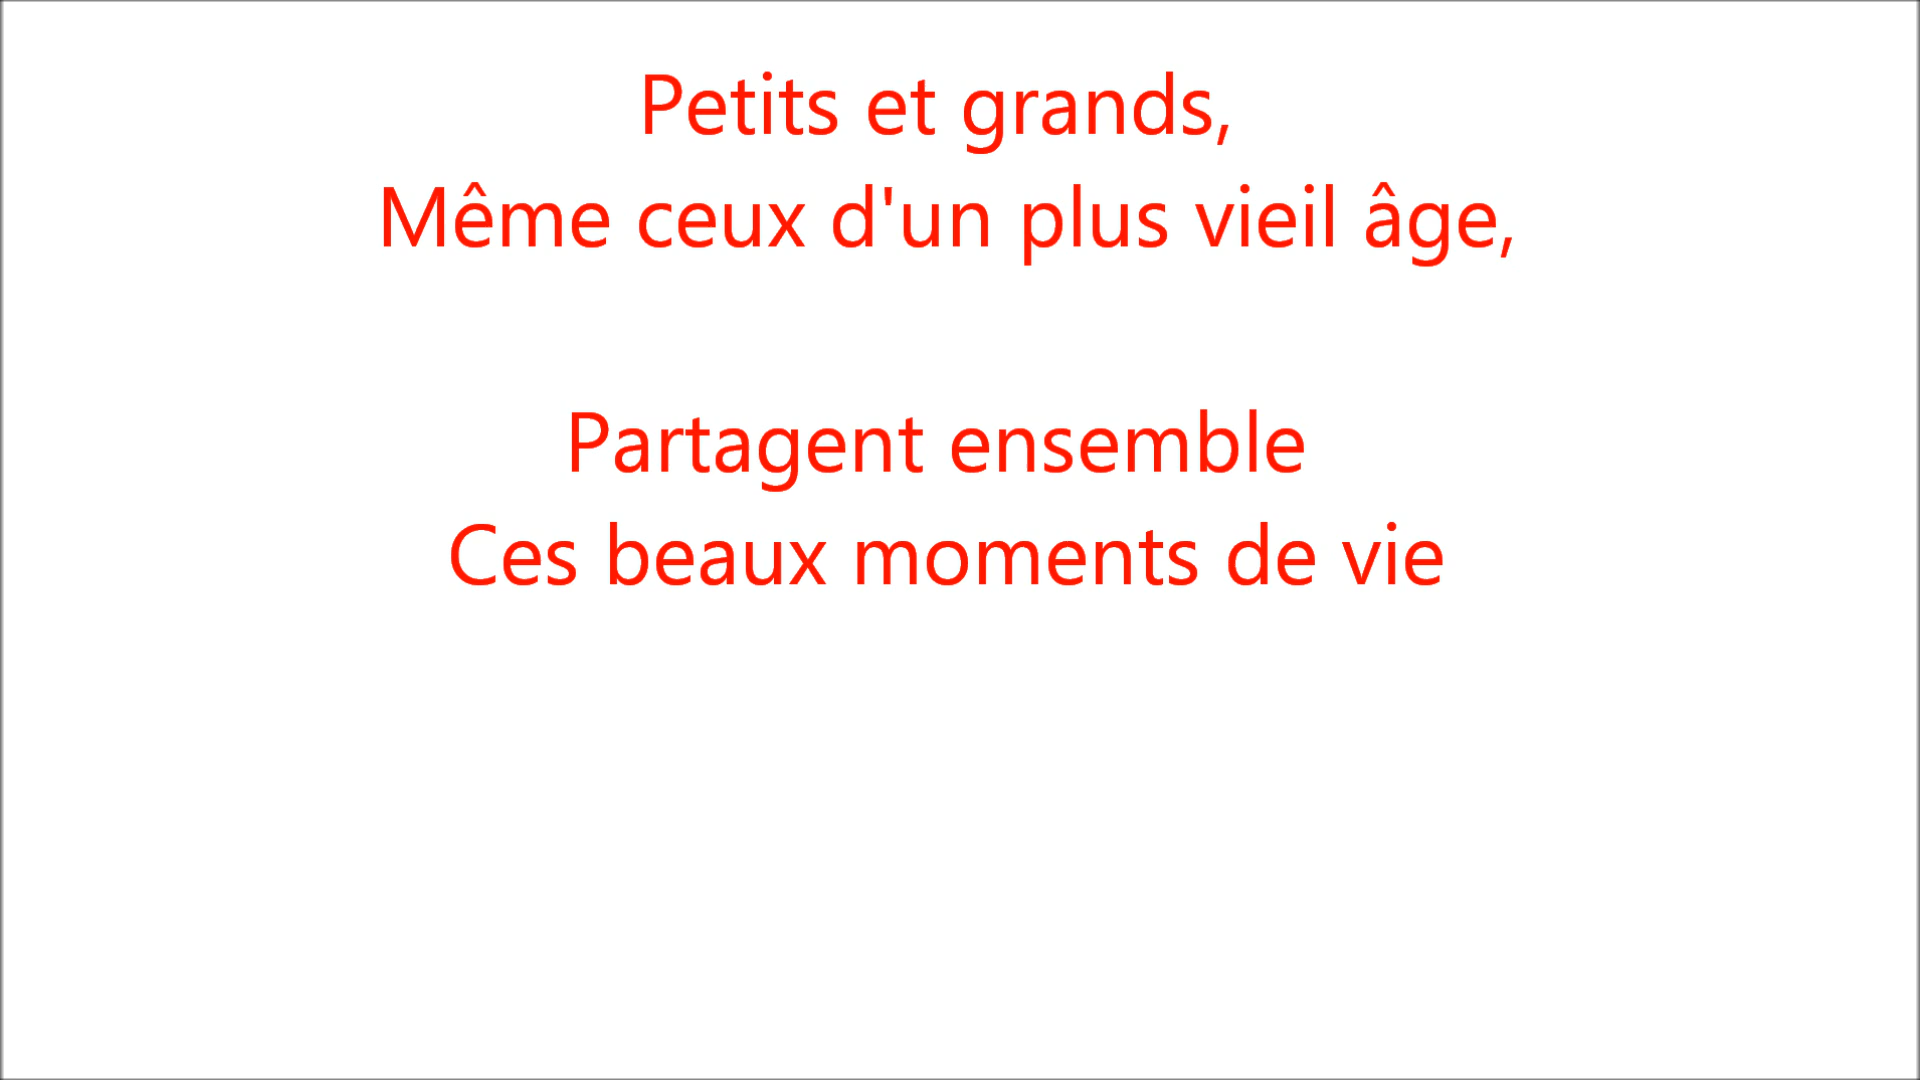 Petits et grands,
Même ceux d'un plus vieil âge,
Partagent ensemble
Ces beaux moments de vie